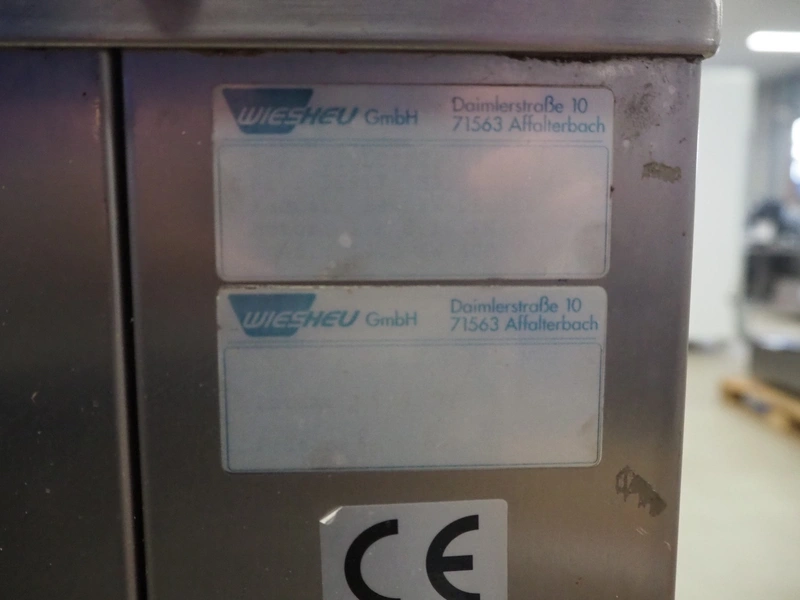 WIESHEU GmbH
Daimlerstraße 10
71563 Affalterbach
WIESHEU GmbH
Daimlerstraße 10
71563 Affalterbach
CE